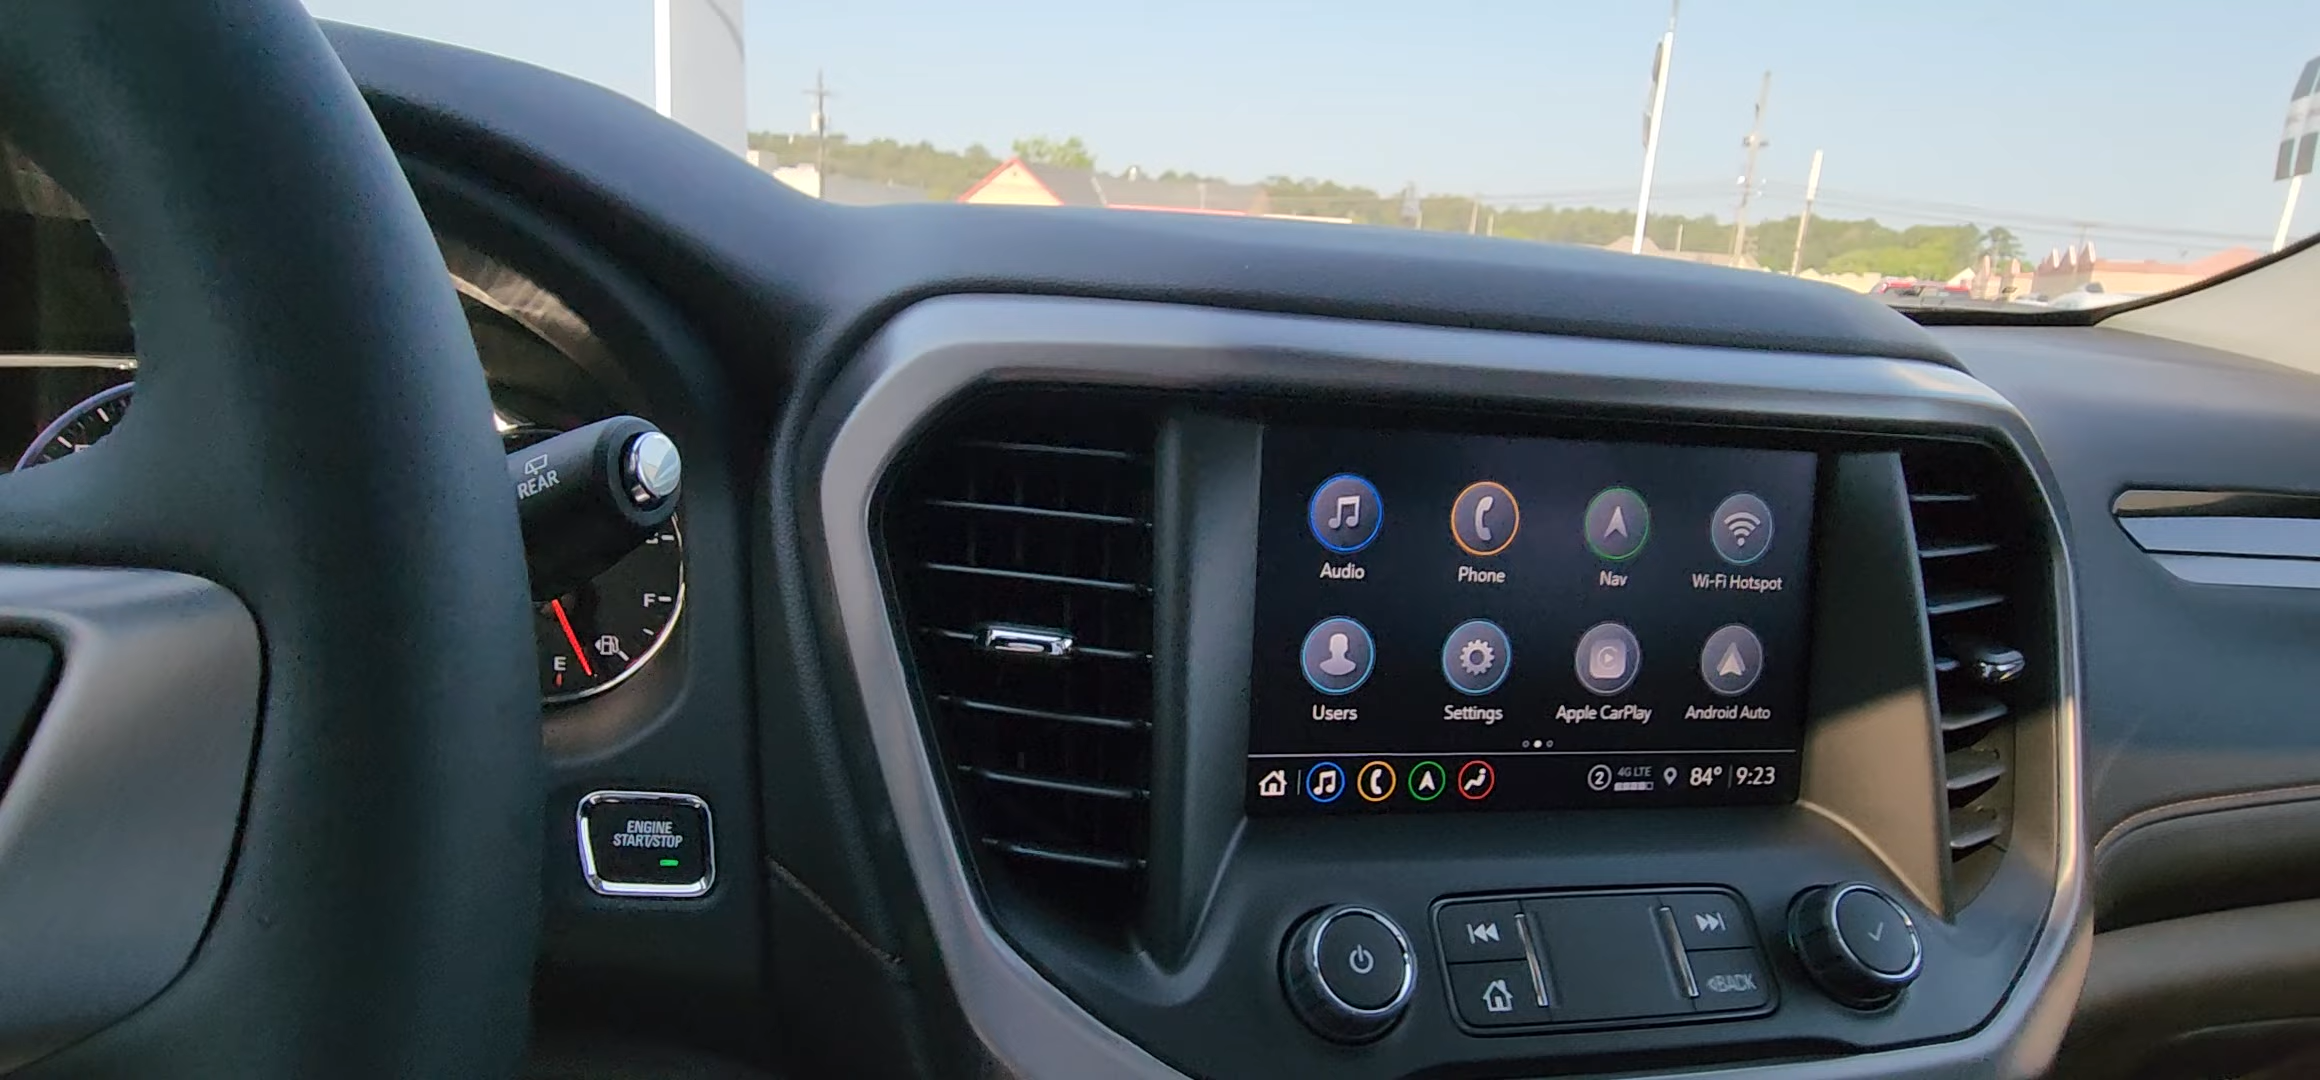 REAR
F
E
ENGINE
START/STOP
Audio
Phone
Nav
Wi-Fi Hotspot
Users
Settings
Apple CarPlay
Android Auto
2 4G LTE 84° 9:23
BACK